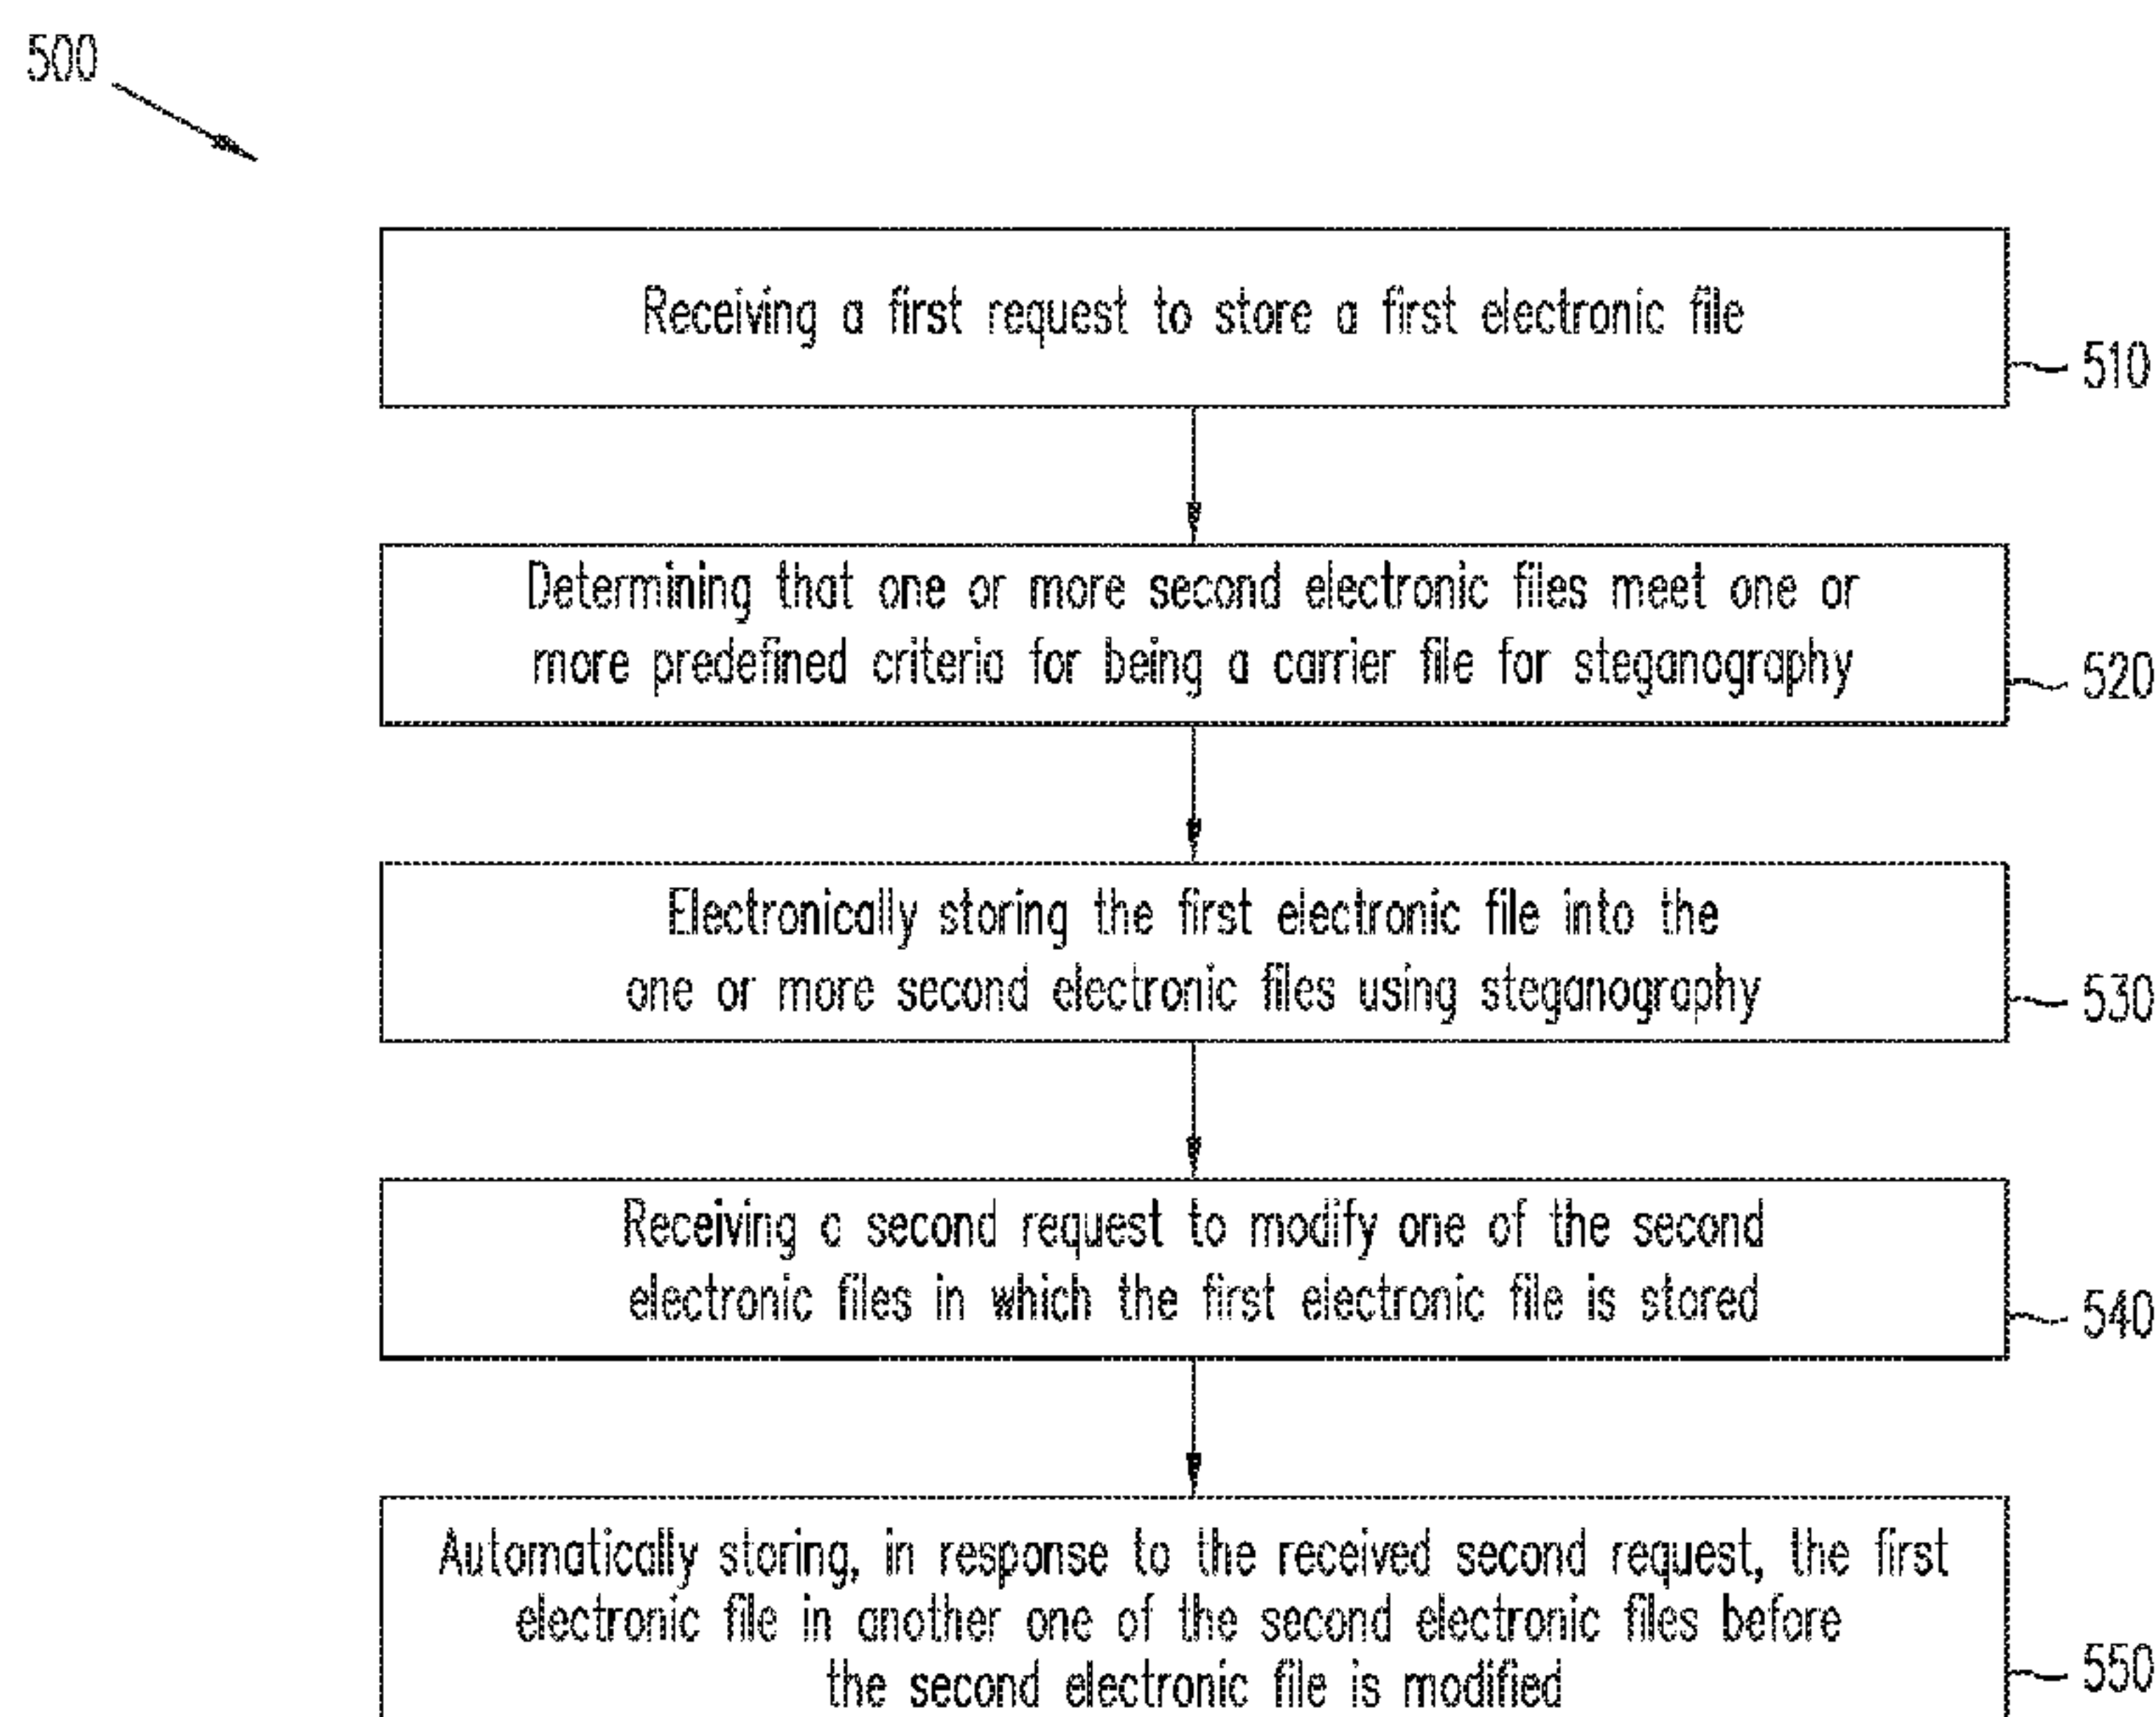 500
Receiving a first request to store a first electronic file
510
Determining that one or more second electronic files meet one or
more predefined criteria for being a carrier file for steganography
520
Electronically storing the first electronic file into the
one or more second electronic files using steganography
530
Receiving a second request to modify one of the second
electronic files in which the first electronic file is stored
540
Automatically storing, in response to the received second request, the first
electronic file in another one of the second electronic files before
the second electronic file is modified
550